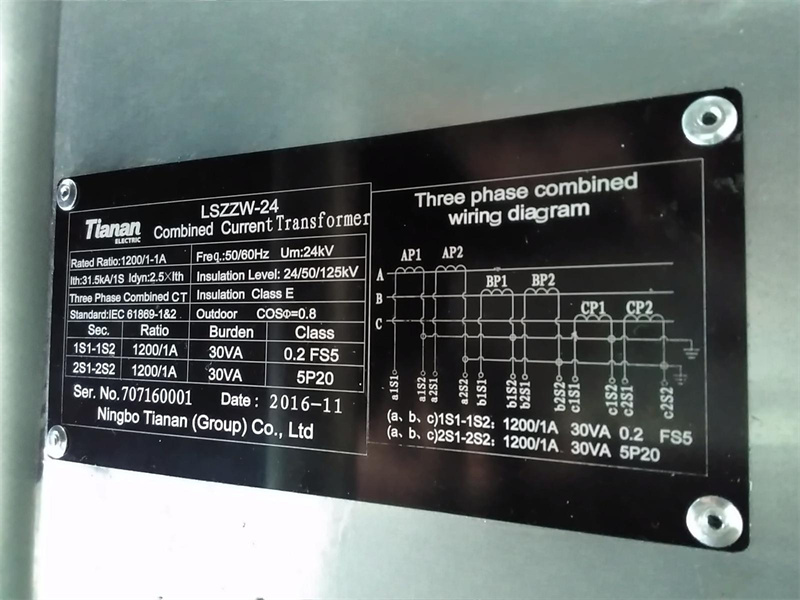 Tianan
ELECTRIC
LSZZW-24
Combined Current Transformer
Rated Ratio:1200/1-1A Freq.:50/60Hz Um:24kV
Ith:31.5kA/1S Idyn:2.5×Ith Insulation Level: 24/50/125kV
Three Phase Combined CT Insulation Class E
Standard:IEC 61869-1&2 Outdoor COSΦ=0.8
Sec. Ratio Burden Class
1S1-1S2 1200/1A 30VA 0.2 FS5
2S1-2S2 1200/1A 30VA 5P20
Ser. No.707160001 Date: 2016-11
Ningbo Tianan (Group) Co., Ltd
Three phase combined
wiring diagram
AP1 AP2
A
BP1 BP2
B
CP1 CP2
C
a1S1 a1S2 a2S1 a2S2 b1S1 b1S2 b2S1 b2S2 c1S1 c1S2 c2S1 c2S2
(a、b、c)1S1-1S2: 1200/1A 30VA 0.2 FS5
(a、b、c)2S1-2S2: 1200/1A 30VA 5P20